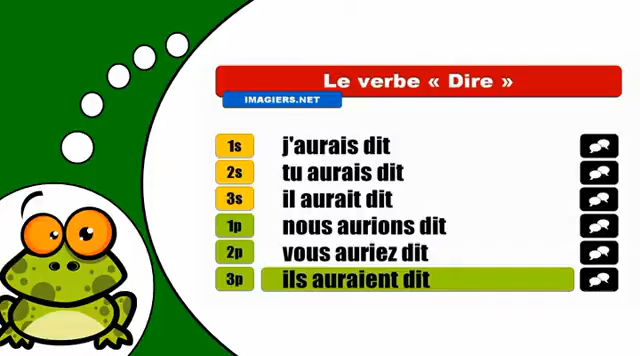 Le verbe « Dire »
IMAGIERS.NET
1s j'aurais dit
2s tu aurais dit
3s il aurait dit
1p nous aurions dit
2p vous auriez dit
3p ils auraient dit